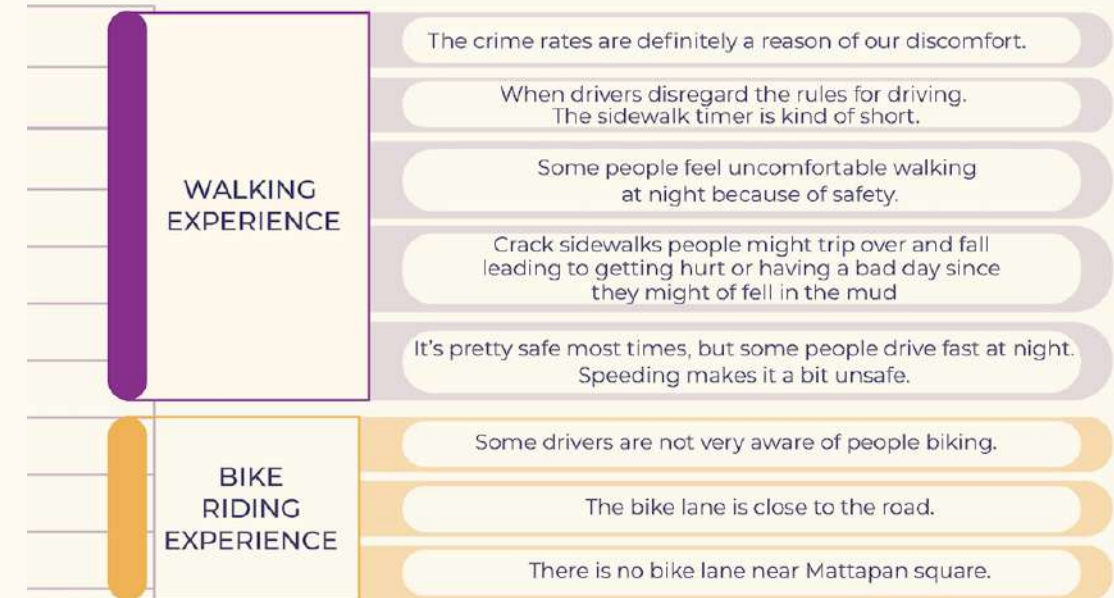 WALKING
EXPERIENCE
The crime rates are definitely a reason of our discomfort.
When drivers disregard the rules for driving.
The sidewalk timer is kind of short.
Some people feel uncomfortable walking
at night because of safety.
Crack sidewalks people might trip over and fall
leading to getting hurt or having a bad day since
they might of fell in the mud
It's pretty safe most times, but some people drive fast at night.
Speeding makes it a bit unsafe.
BIKE
RIDING
EXPERIENCE
Some drivers are not very aware of people biking.
The bike lane is close to the road.
There is no bike lane near Mattapan square.